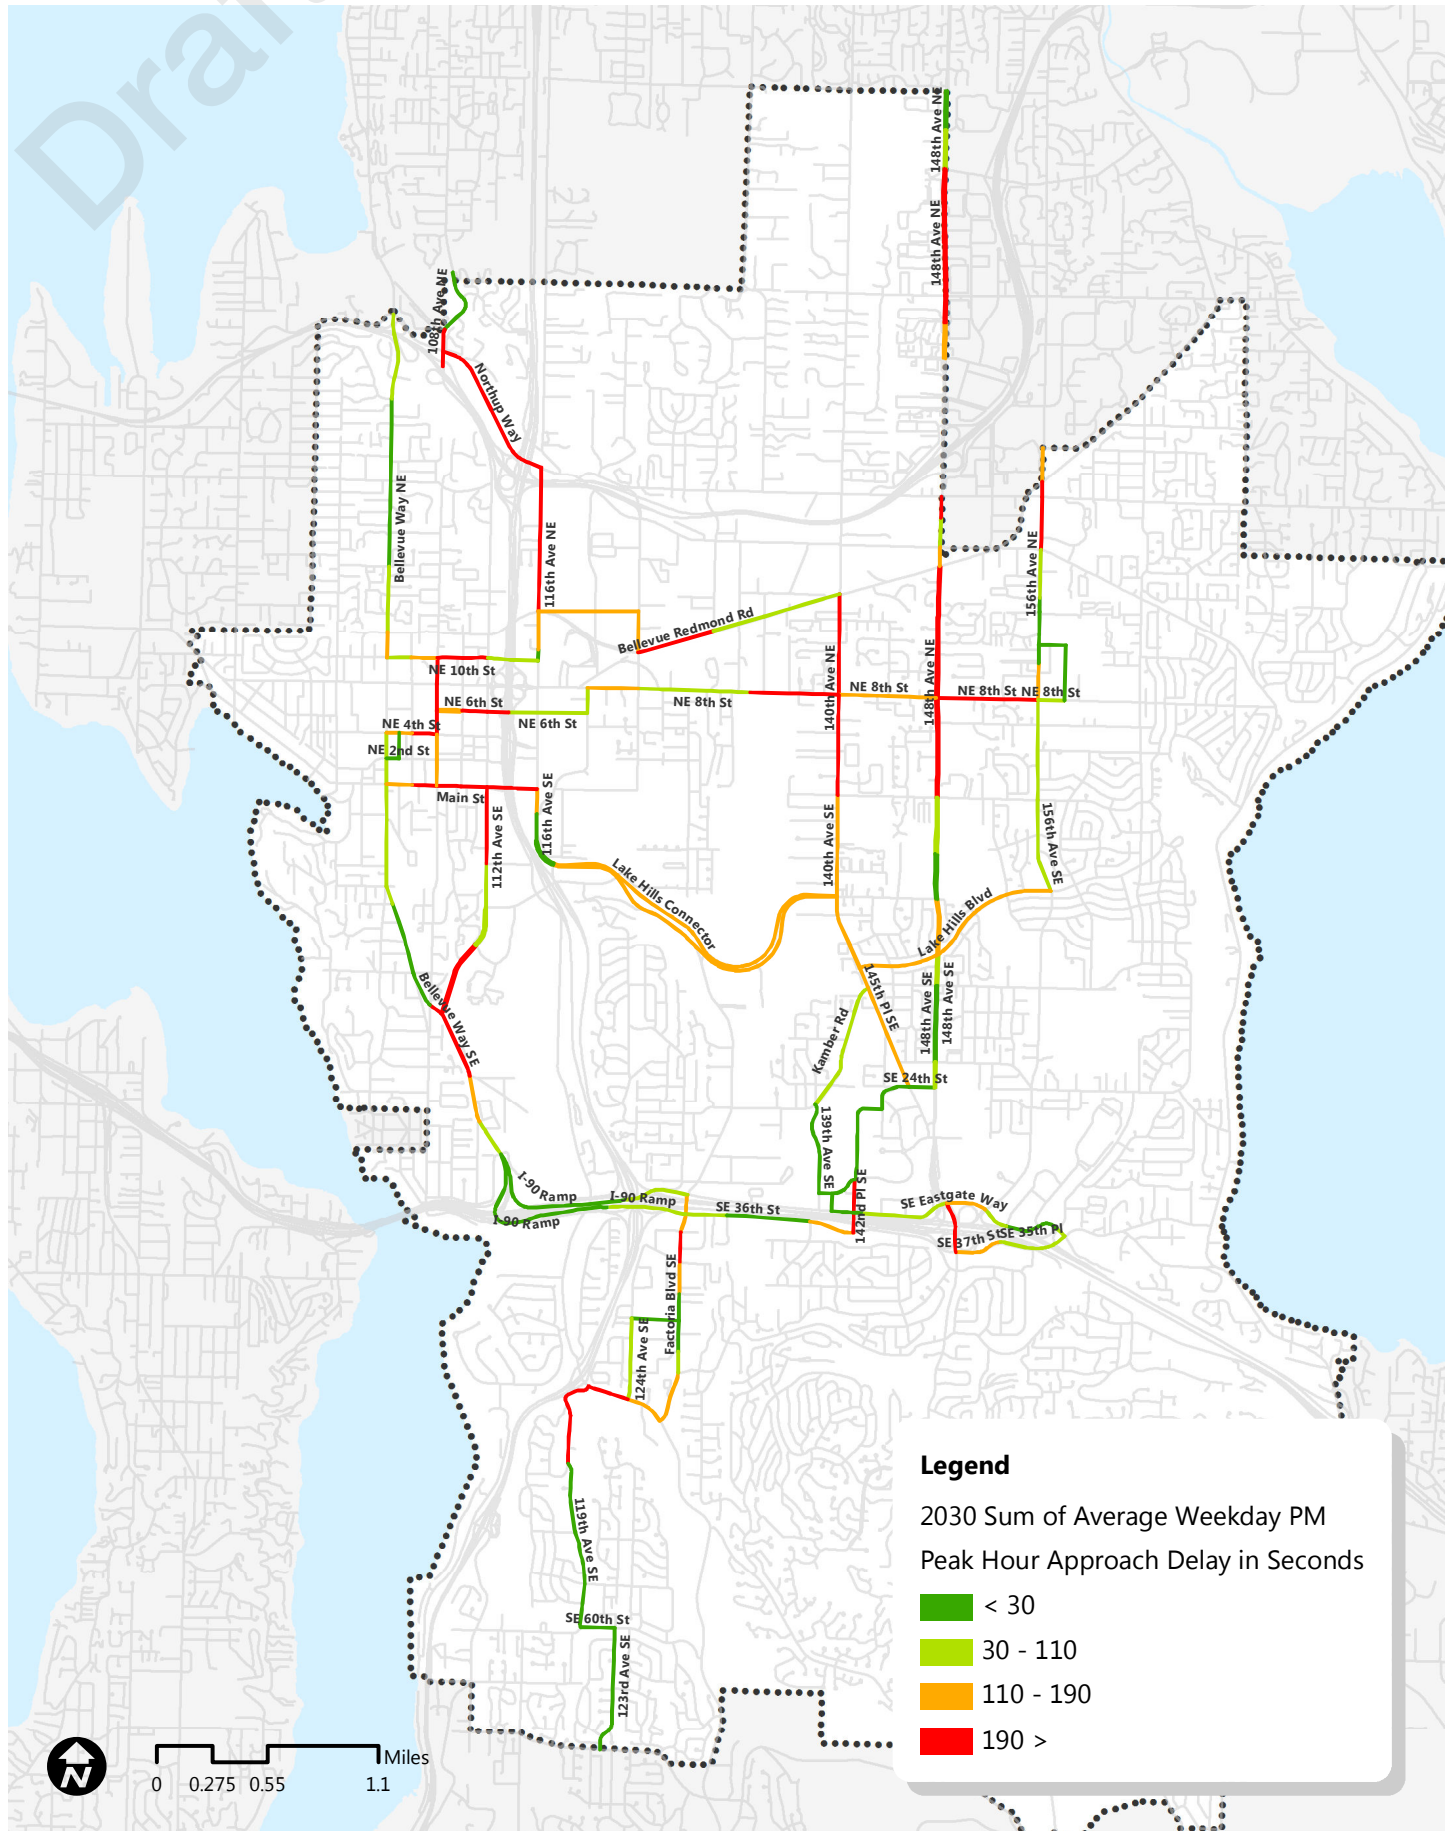 Draf
148th Ave NE
148th Ave NE
108th Ave NE
Northup Way
Bellevue Way NE
116th Ave NE
156th Ave NE
Bellevue Redmond Rd
NE 10th St
140th Ave NE
148th Ave NE
NE 8th St
NE 8th St
NE 8th St
NE 8th St
NE 6th St
NE 6th St
NE 4th St
NE 2nd St
Main St
112th Ave SE
116th Ave SE
140th Ave SE
156th Ave SE
Lake Hills Connector
Lake Hills Blvd
Bellevue Way SE
145th Pl SE
148th Ave SE
148th Ave SE
Kamber Rd
SE 24th St
139th Ave SE
142nd Pl SE
I-90 Ramp
I-90 Ramp
I-90 Ramp
SE 36th St
SE Eastgate Way
SE 37th St
SE 35th Pl
Factoria Blvd SE
124th Ave SE
119th Ave SE
SE 60th St
123rd Ave SE
Legend
2030 Sum of Average Weekday PM
Peak Hour Approach Delay in Seconds
< 30
30 - 110
110 - 190
190 >
N
Miles
0 0.275 0.55 1.1